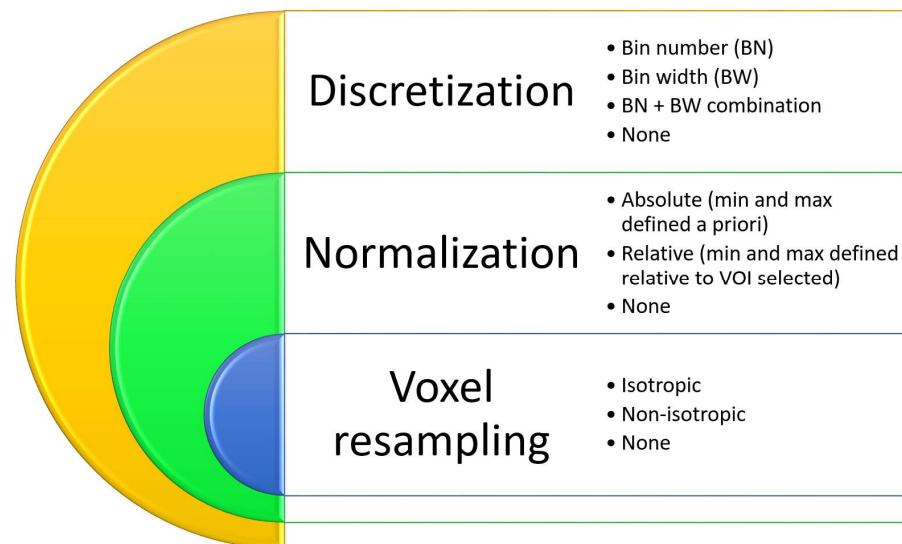 Discretization
• Bin number (BN)
• Bin width (BW)
• BN + BW combination
• None
Normalization
• Absolute (min and max
defined a priori)
• Relative (min and max defined
relative to VOI selected)
• None
Voxel
resampling
• Isotropic
• Non-isotropic
• None